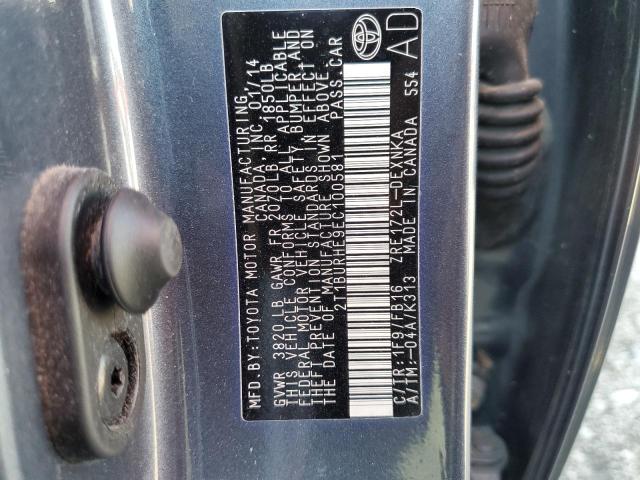 MFD.BY:TOYOTA MOTOR MANUFACTURING,
CANADA, INC. 01/14
GVWR 3820LB GAWR FR 2070LB RR 1850LB
THIS VEHICLE CONFORMS TO ALL APPLICABLE
FEDERAL MOTOR VEHICLE SAFETY, BUMPER AND
THEFT PREVENTION STANDARDS IN EFFECT ON
THE DATE OF MANUFACTURE SHOWN ABOVE.
2T1BURHE9EC100581 PASS. CAR
C/TR:1F9/FB16 ZRE172L-DEXNKA
A/TM:-04A/K313 MADE IN CANADA 554
AD